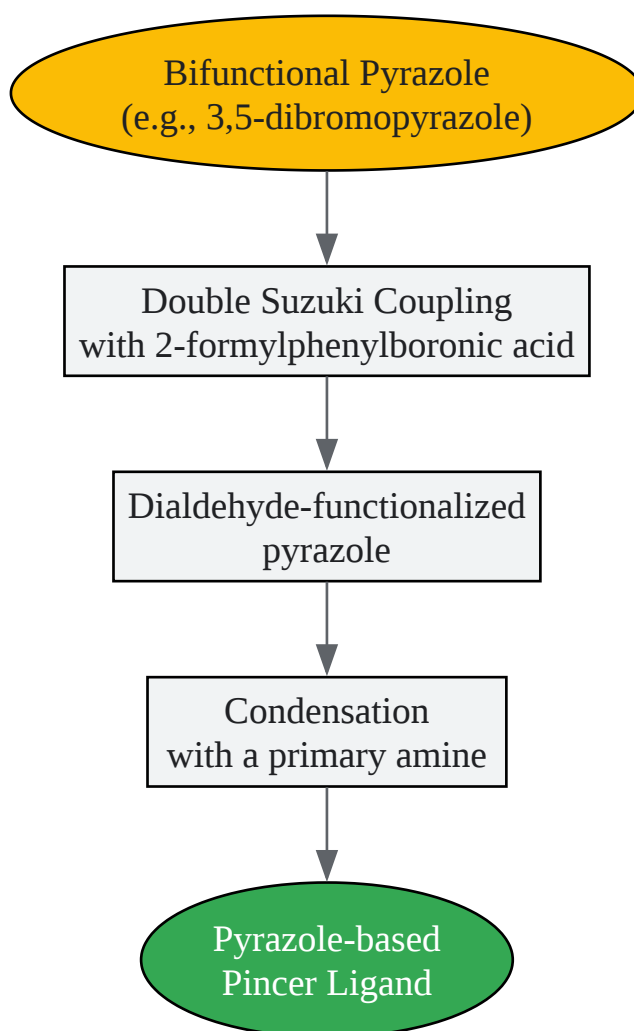 Bifunctional Pyrazole
(e.g., 3,5-dibromopyrazole)
Double Suzuki Coupling
with 2-formylphenylboronic acid
Dialdehyde-functionalized
pyrazole
Condensation
with a primary amine
Pyrazole-based
Pincer Ligand